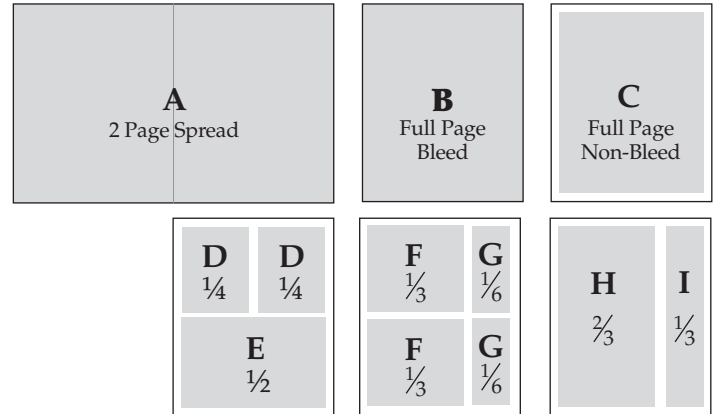 A
2 Page Spread
B
Full Page
Bleed
C
Full Page
Non-Bleed
D
¼
D
¼
E
½
F
⅓
G
⅙
F
⅓
G
⅙
H
⅔
I
⅓